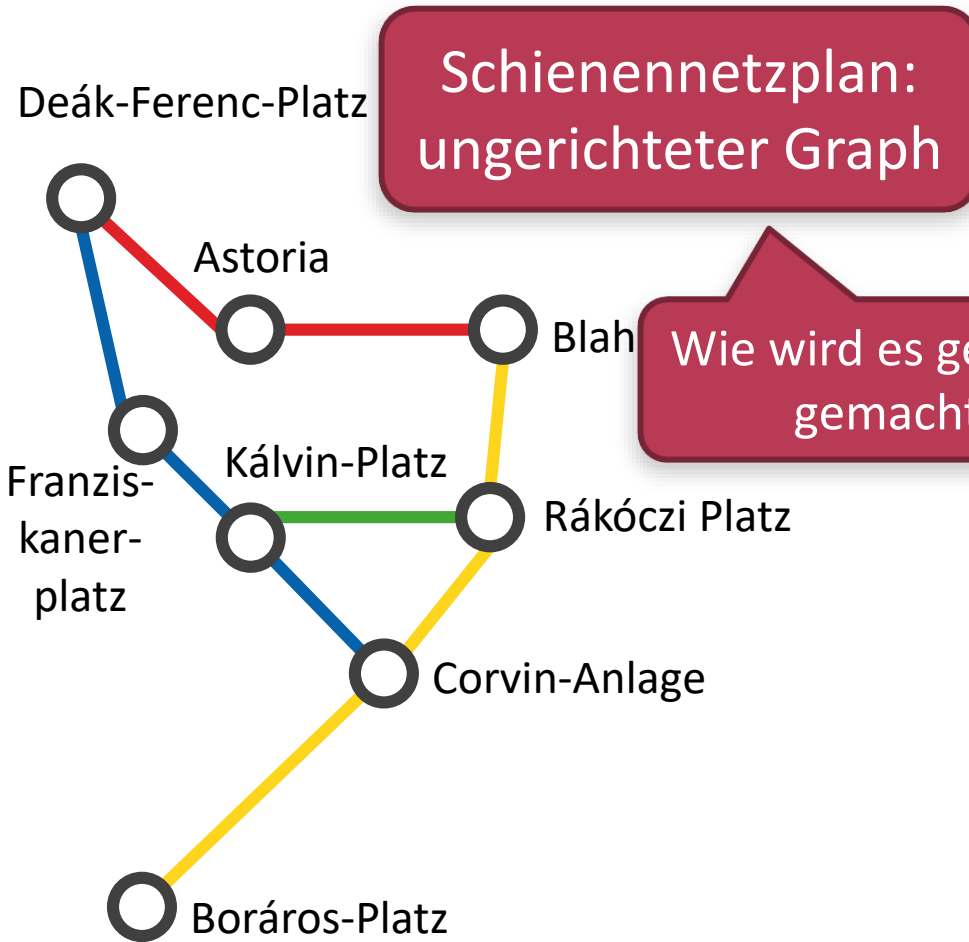 Schienennetzplan:
ungerichteter Graph
Deák-Ferenc-Platz
Astoria
Blah
Wie wird es ge
gemacht
Kálvin-Platz
Franzis-
kaner-
platz
Rákóczi Platz
Corvin-Anlage
Boráros-Platz